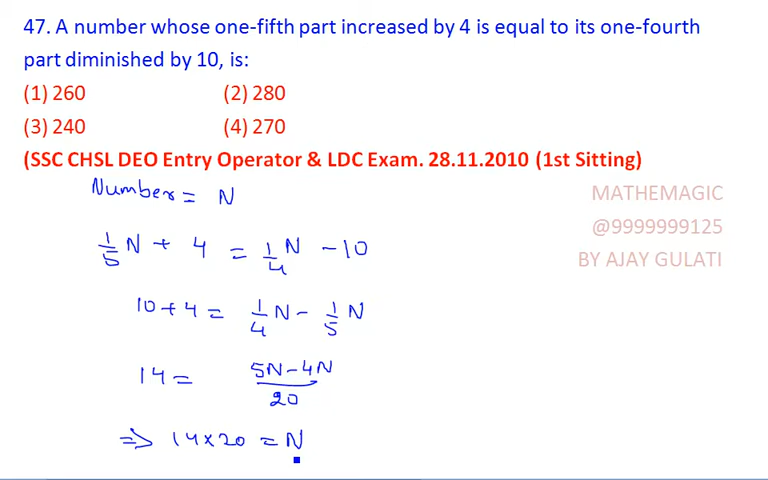 47. A number whose one-fifth part increased by 4 is equal to its one-fourth
part diminished by 10, is:
(1) 260 (2) 280
(3) 240 (4) 270
(SSC CHSL DEO Entry Operator & LDC Exam. 28.11.2010 (1st Sitting)
Number = N
MATHEMAGIC
@9999999125
BY AJAY GULATI
1/5 N + 4 = 1/4 N - 10
10 + 4 = 1/4 N - 1/5 N
14 = 5N - 4N / 20
=> 14 x 20 = N